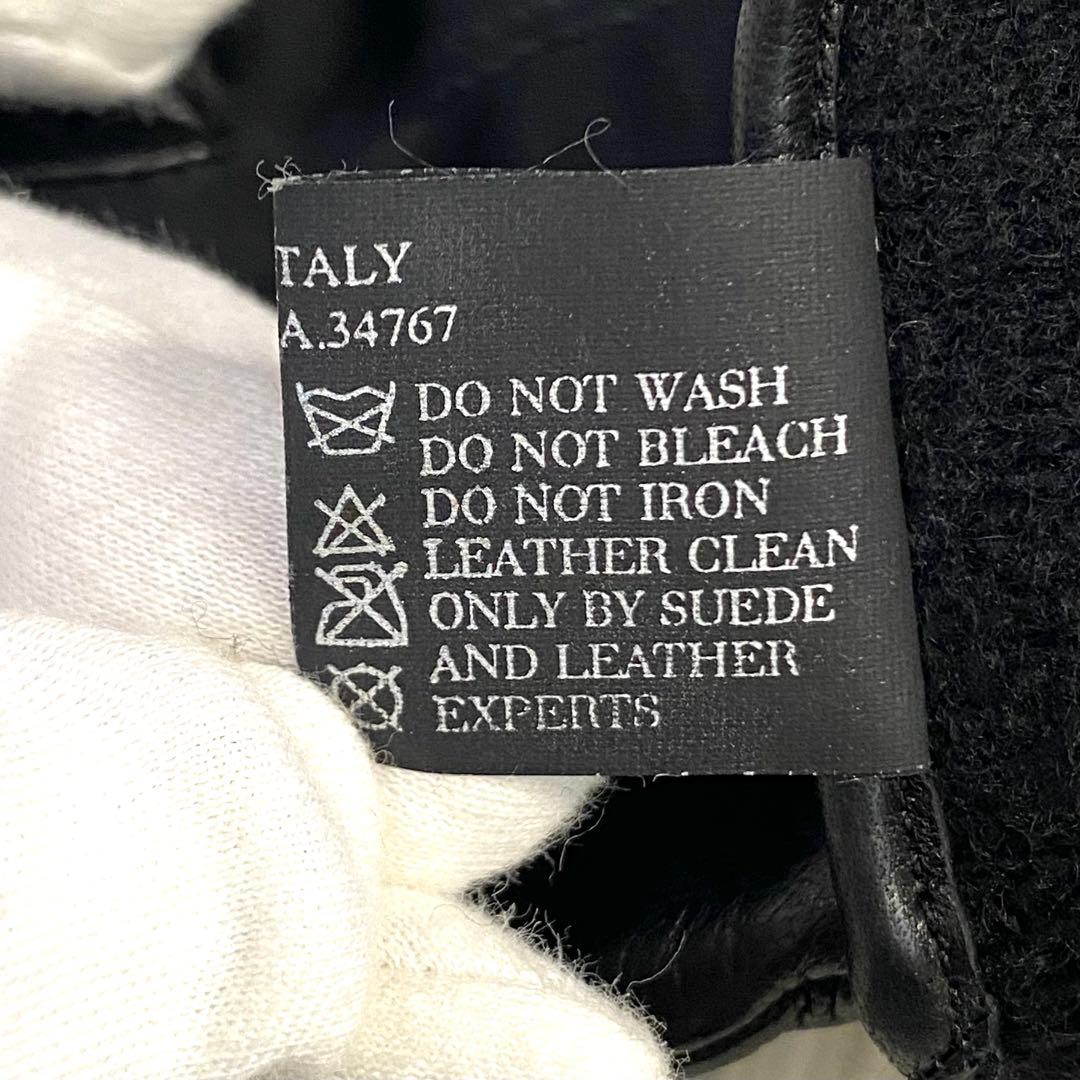 TALY
A.34767
DO NOT WASH
DO NOT BLEACH
DO NOT IRON
LEATHER CLEAN
ONLY BY SUEDE
AND LEATHER
EXPERTS